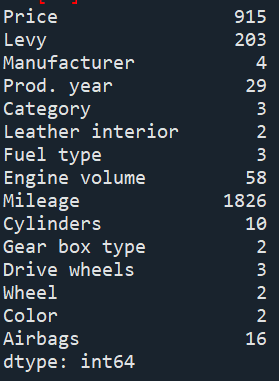 Price 915
Levy 203
Manufacturer 4
Prod. year 29
Category 3
Leather interior 2
Fuel type 3
Engine volume 58
Mileage 1826
Cylinders 10
Gear box type 2
Drive wheels 3
Wheel 2
Color 2
Airbags 16
dtype: int64